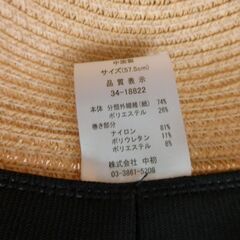 中国製
サイズ(57.5cm)
品質表示
34-18822
本体 分類外繊維(紙) 74%
ポリエステル 26%
巻き部分
ナイロン 81%
ポリウレタン 11%
ポリエステル 8%
株式会社 中初
03-3861-5208